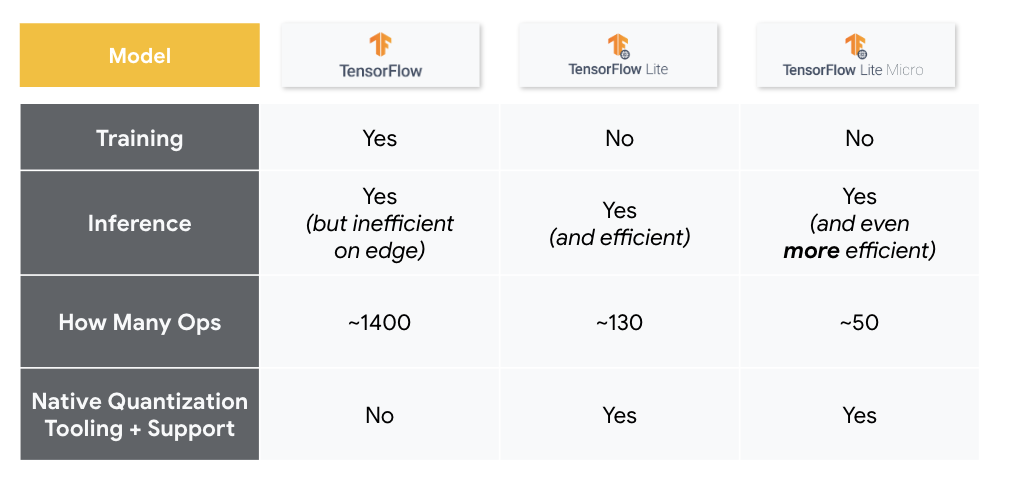 Model
TensorFlow
TensorFlow Lite
TensorFlow Lite Micro
Training
Yes
No
No
Inference
Yes
(but inefficient
on edge)
Yes
(and efficient)
Yes
(and even
more efficient)
How Many Ops
~1400
~130
~50
Native Quantization
Tooling + Support
No
Yes
Yes